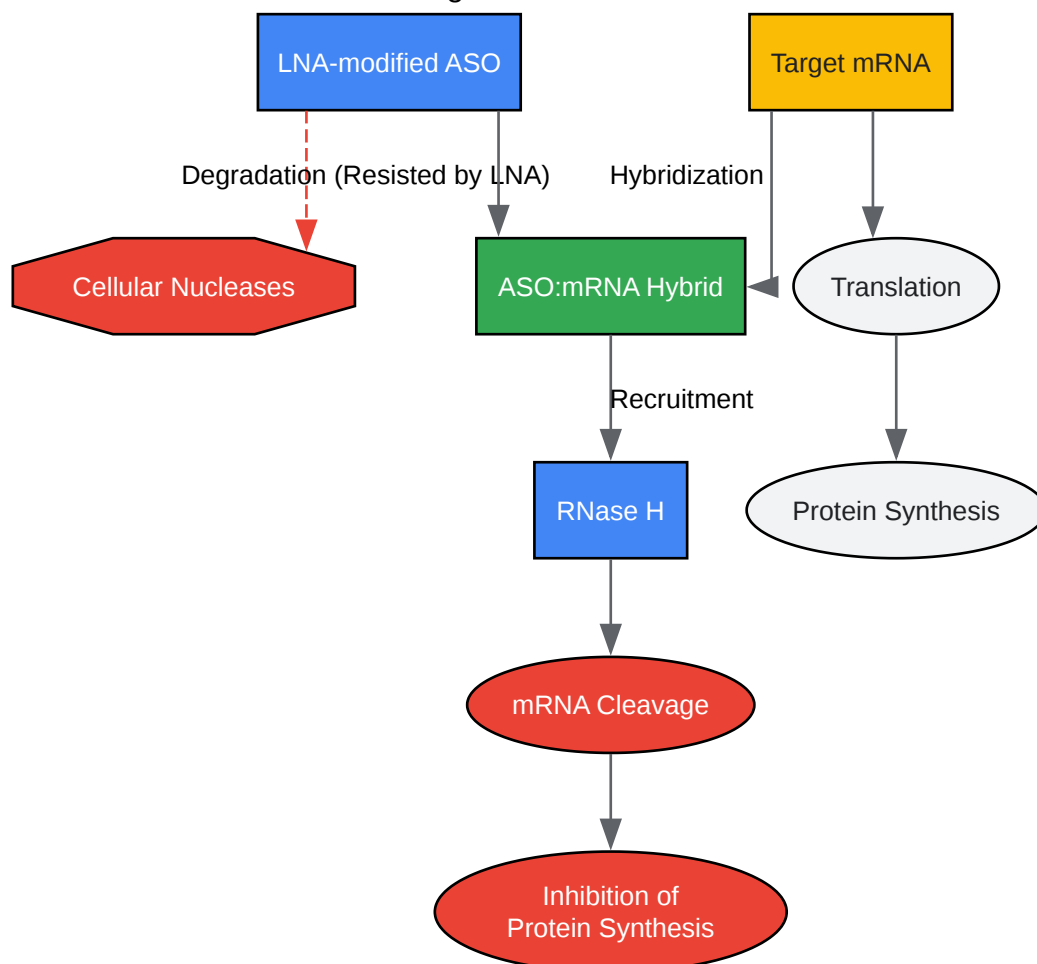 LNA-modified ASO
Target mRNA
Degradation (Resisted by LNA)
Hybridization
Cellular Nucleases
ASO:mRNA Hybrid
Translation
Recruitment
RNase H
Protein Synthesis
mRNA Cleavage
Inhibition of
Protein Synthesis